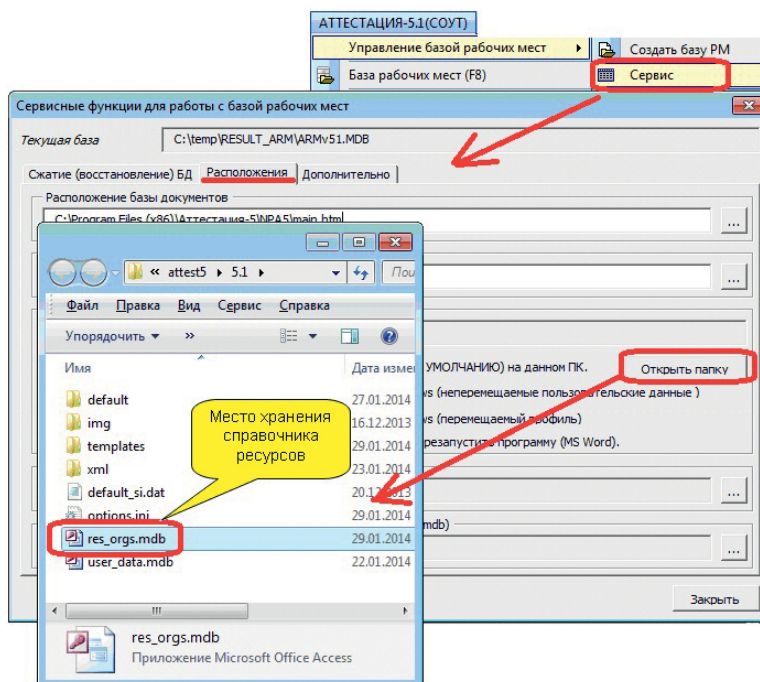 АТТЕСТАЦИЯ-5.1(СОУТ)
Управление базой рабочих мест
Создать базу РМ
База рабочих мест (F8)
Сервис
Сервисные функции для работы с базой рабочих мест
Текущая база
C:\temp\RESULT_ARM\ARMv51.MDB
Сжатие (восстановление) БД
Расположения
Дополнительно
Расположение базы документов
C:\Program Files (x86)\Аттестация-5\NPA5\main.htm
...
...
« attest5 5.1
Файл Правка Вид Сервис Справка
Упорядочить »
Имя
Дата
УМОЛЧАНИЮ) на данном ПК.
Открыть папку
default
27.01.2014
ws (неперемещаемые пользовательские данные )
img
16.12.2013
ws (перемещаемый профиль)
templates
29.01.2014
резапустите программу (MS Word).
xml
23.01.2014
Место хранения
справочника
ресурсов
default_si.dat
20.12.2013
...
options.ini
29.01.2014
mdb)
res_orgs.mdb
29.01.2014
...
user_data.mdb
22.01.2014
Закрыть
res_orgs.mdb
Приложение Microsoft Office Access